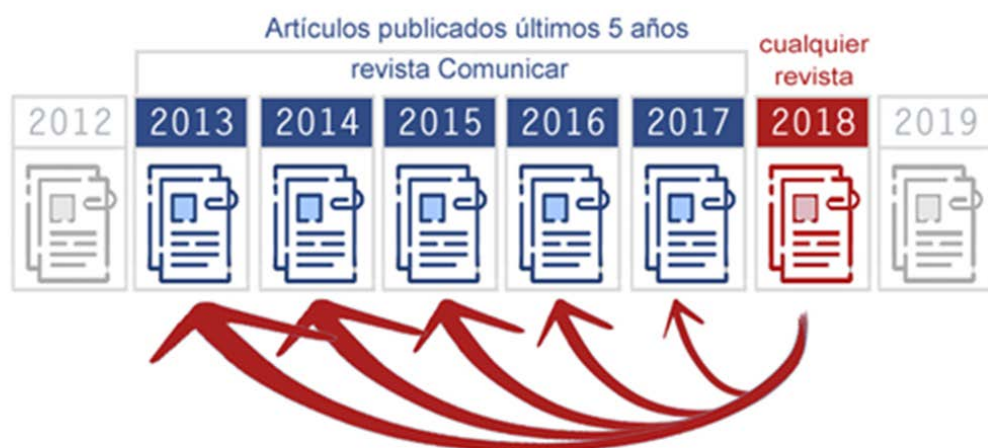 Artículos publicados últimos 5 años
cualquier
revista
revista Comunicar
2012 2013 2014 2015 2016 2017 2018 2019